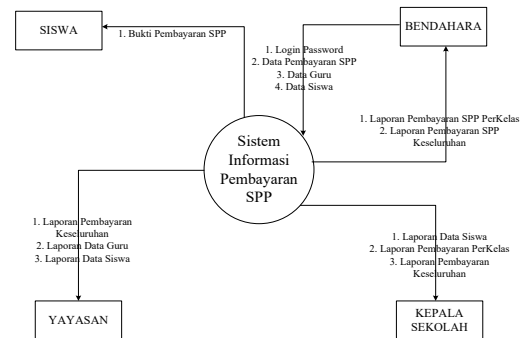 SISWA
1. Bukti Pembayaran SPP
BENDAHARA
1. Login Password
2. Data Pembayaran SPP
3. Data Guru
4. Data Siswa
1. Laporan Pembayaran SPP PerKelas
2. Laporan Pembayaran SPP
Keseluruhan
Sistem
Informasi
Pembayaran
SPP
1. Laporan Pembayaran
Keseluruhan
2. Laporan Data Guru
3. Laporan Data Siswa
1. Laporan Data Siswa
2. Laporan Pembayaran PerKelas
3. Laporan Pembayaran
Keseluruhan
YAYASAN
KEPALA
SEKOLAH